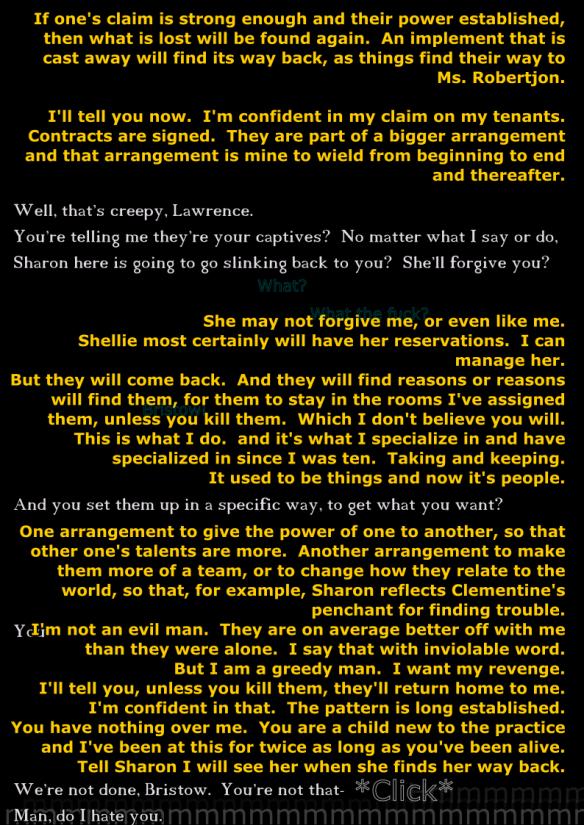 If one's claim is strong enough and their power established,
then what is lost will be found again.  An implement that is
cast away will find its way back, as things find their way to
Ms. Robertjon.
I'll tell you now.  I'm confident in my claim on my tenants.
Contracts are signed.  They are part of a bigger arrangement
and that arrangement is mine to wield from beginning to end
and thereafter.
Well, that's creepy, Lawrence.
You're telling me they're your captives?  No matter what I say or do,
Sharon here is going to go slinking back to you?  She'll forgive you?
What?
What the fuck?
She may not forgive me, or even like me.
Shellie most certainly will have her reservations.  I can
manage her.
But they will come back.  And they will find reasons or reasons
will find them, for them to stay in the rooms I've assigned
Bristow!
them, unless you kill them.  Which I don't believe you will.
This is what I do.  and it's what I specialize in and have
specialized in since I was ten.  Taking and keeping.
It used to be things and now it's people.
And you set them up in a specific way, to get what you want?
One arrangement to give the power of one to another, so that
other one's talents are more.  Another arrangement to make
them more of a team, or to change how they relate to the
world, so that, for example, Sharon reflects Clementine's
penchant for finding trouble.
You
I'm not an evil man.  They are on average better off with me
than they were alone.  I say that with inviolable word.
But I am a greedy man.  I want my revenge.
I'll tell you, unless you kill them, they'll return home to me.
I'm confident in that.  The pattern is long established.
You have nothing over me.  You are a child new to the practice
and I've been at this for twice as long as you've been alive.
Tell Sharon I will see her when she finds her way back.
We're not done, Bristow.  You're not that-
*Click*
Man, do I hate you.